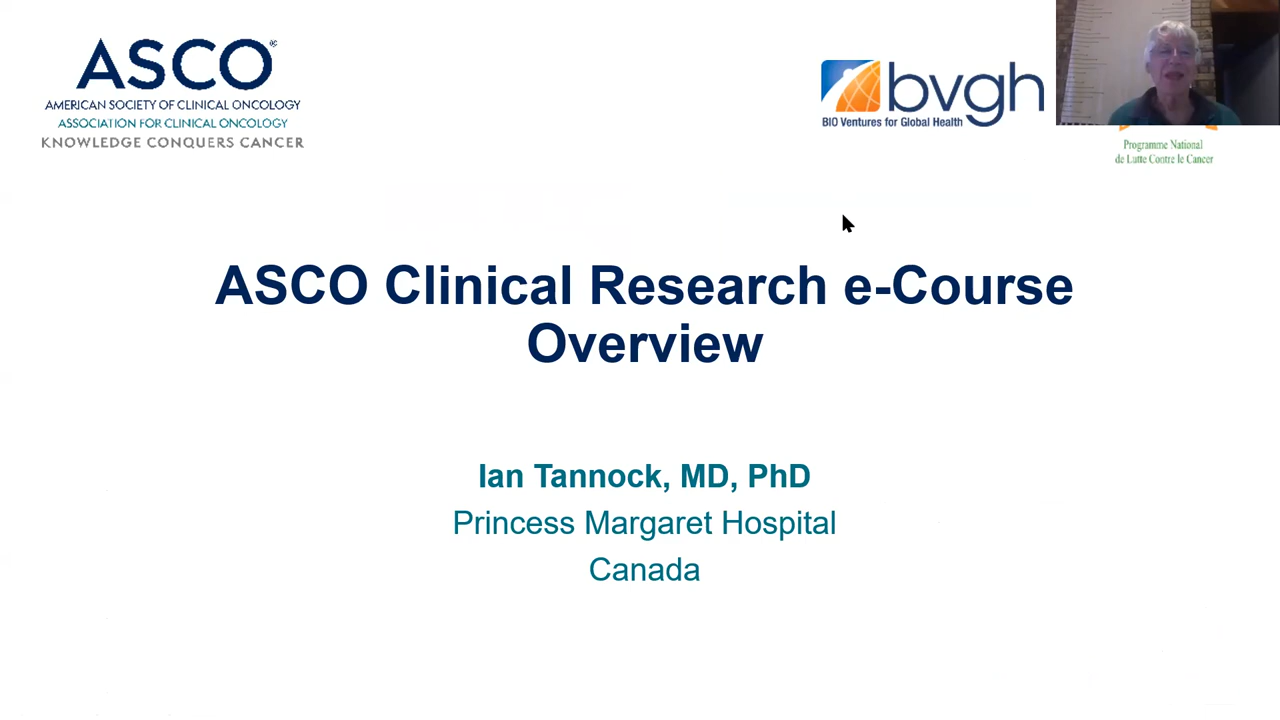 ASCO®
AMERICAN SOCIETY OF CLINICAL ONCOLOGY
ASSOCIATION FOR CLINICAL ONCOLOGY
KNOWLEDGE CONQUERS CANCER
bvgh
BIO Ventures for Global Health
Programme National
de Lutte Contre le Cancer
ASCO Clinical Research e-Course
Overview
Ian Tannock, MD, PhD
Princess Margaret Hospital
Canada